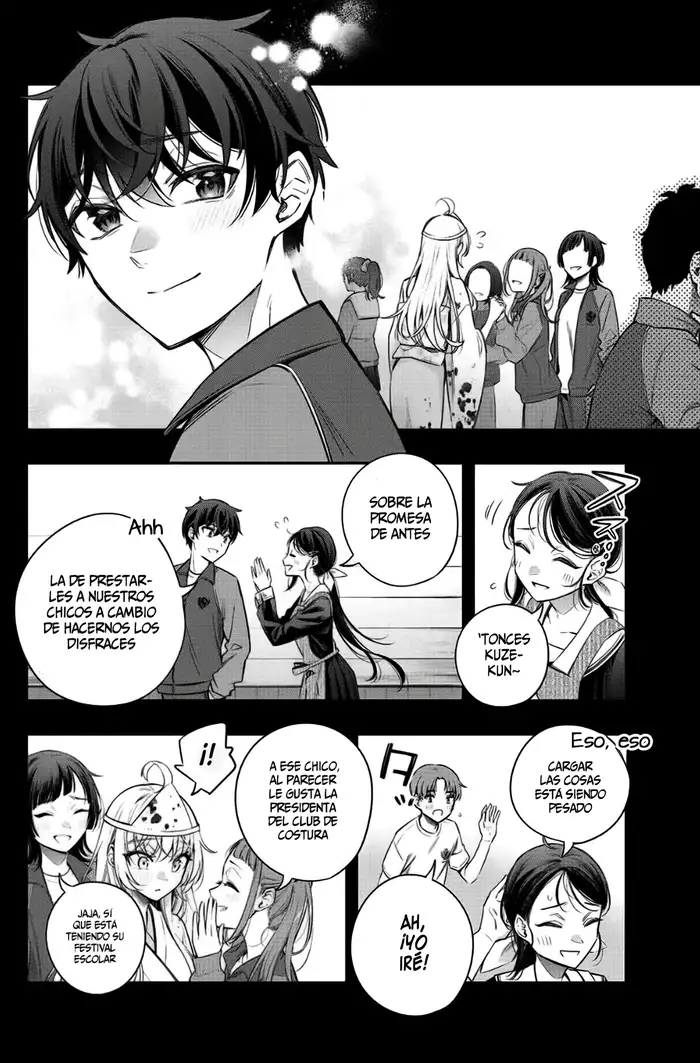 'TONCES
KUZE-
KUN~
SOBRE LA
PROMESA DE
ANTES
Ahh
LA DE PRESTAR-
LES A NUESTROS
CHICOS A CAMBIO
DE HACERNOS LOS
DISFRACES
Eso, eso
CARGAR
LAS COSAS
ESTÁ SIENDO
PESADO
AH,
¡YO
IRÉ!
A ESE CHICO,
AL PARECER
LE GUSTA LA
PRESIDENTA
DEL CLUB DE
COSTURA
¡!
JAJA, SÍ
QUE ESTÁ
TENIENDO SU
FESTIVAL
ESCOLAR